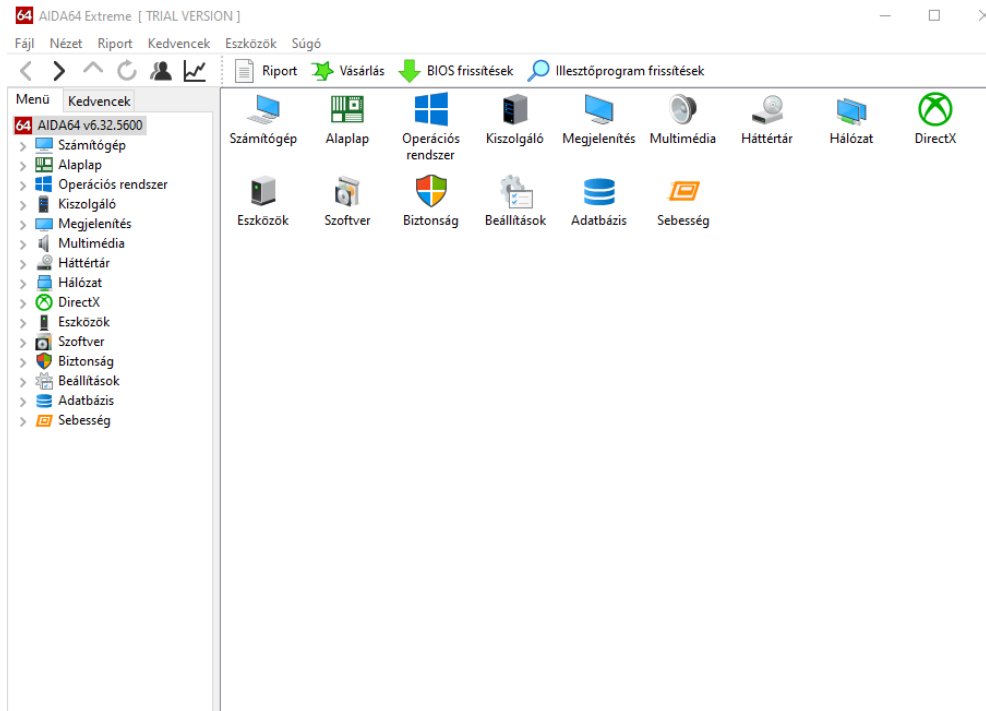 64 AIDA64 Extreme [ TRIAL VERSION ]
Fájl Nézet Riport Kedvencek Eszközök Súgó
Riport Vásárlás BIOS frissítések Illesztőprogram frissítések
Menü Kedvencek
64 AIDA64 v6.32.5600
Számítógép
Alaplap
Operációs rendszer
Kiszolgáló
Megjelenítés
Multimédia
Háttértár
Hálózat
DirectX
Eszközök
Szoftver
Biztonság
Beállítások
Adatbázis
Sebesség
Számítógép Alaplap Operációs rendszer Kiszolgáló Megjelenítés Multimédia Háttértár Hálózat DirectX
Eszközök Szoftver Biztonság Beállítások Adatbázis Sebesség